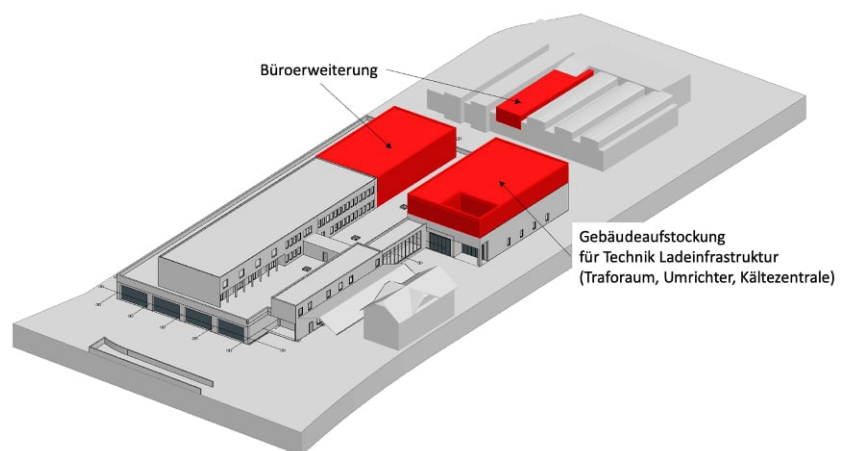 Büroerweiterung
Gebäudeaufstockung
für Technik Ladeinfrastruktur
(Traforaum, Umrichter, Kältezentrale)